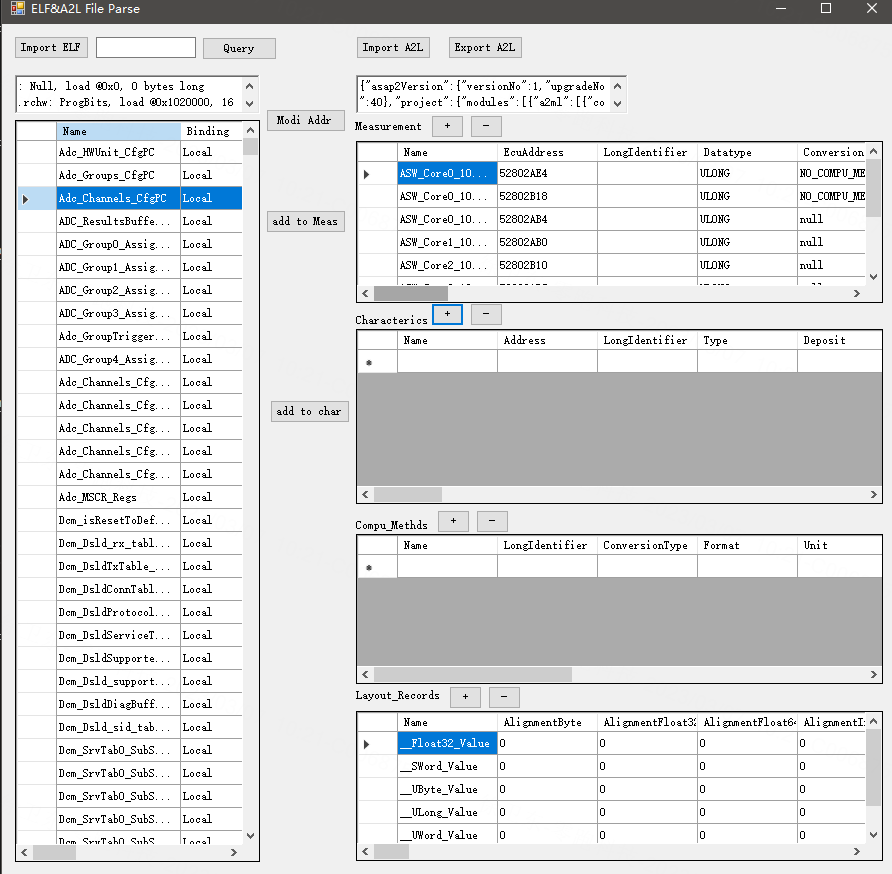 ELF&A2L File Parse
Import ELF
Query
Import A2L
Export A2L
: Null, load @0x0, 0 bytes long
.rchw: ProgBits, load @0x1020000, 16
{"asap2Version":{"versionNo":1,"upgradeNo
":40},"project":{"modules":[{"a2ml":[{"co
Modi Addr
add to Meas
add to char
Name Binding
Adc_HWUnit_CfgPC Local
Adc_Groups_CfgPC Local
Adc_Channels_CfgPC Local
ADC_ResultsBuffe... Local
ADC_Group0_Assig... Local
ADC_Group1_Assig... Local
ADC_Group2_Assig... Local
ADC_Group3_Assig... Local
Adc_GroupTrigger... Local
ADC_Group4_Assig... Local
Adc_Channels_Cfg... Local
Adc_Channels_Cfg... Local
Adc_Channels_Cfg... Local
Adc_Channels_Cfg... Local
Adc_Channels_Cfg... Local
Adc_MSCR_Regs Local
Dcm_isResetToDef... Local
Dcm_Dsld_rx_tabl... Local
Dcm_DsldTxTable_... Local
Dcm_DsldConnTabl... Local
Dcm_DsldProtocol... Local
Dcm_DsldServiceT... Local
Dcm_DsldSupporte... Local
Dcm_Dsld_support... Local
Dcm_DsldDiagBuff... Local
Dcm_Dsld_sid_tab... Local
Dcm_SrvTab0_SubS... Local
Dcm_SrvTab0_SubS... Local
Dcm_SrvTab0_SubS... Local
Dcm_SrvTab0_SubS... Local
Dcm_SrvTab0_SubS... Local
Measurement + -
Name EcuAddress LongIdentifier Datatype Conversion
ASW_Core0_10... 52802AE4 ULONG NO_COMPU_ME
ASW_Core0_10... 52802B18 ULONG NO_COMPU_ME
ASW_Core0_10... 52802AB4 ULONG null
ASW_Core1_10... 52802AB0 ULONG null
ASW_Core2_10... 52802B10 ULONG null
Characterics + -
Name Address LongIdentifier Type Deposit
Compu_Methds + -
Name LongIdentifier ConversionType Format Unit
Layout_Records + -
Name AlignmentByte AlignmentFloat32 AlignmentFloat64 AlignmentIn
__Float32_Value 0 0 0 0
__SWord_Value 0 0 0 0
__UByte_Value 0 0 0 0
__ULong_Value 0 0 0 0
__UWord_Value 0 0 0 0